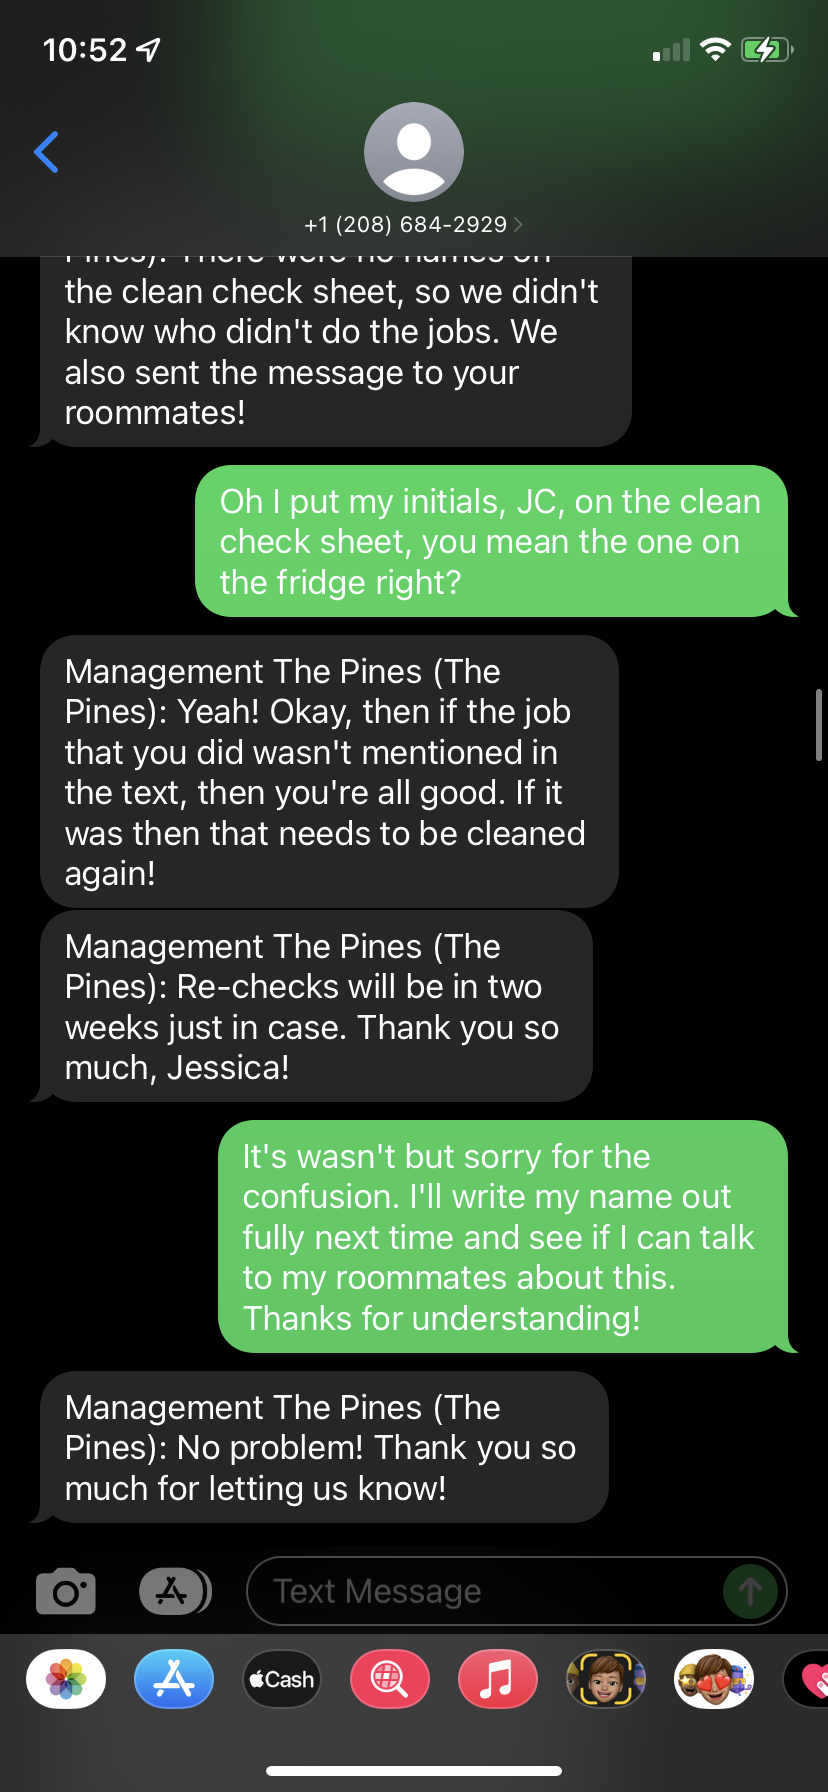 10:52
+1 (208) 684-2929
Pines): There were no names on
the clean check sheet, so we didn't
know who didn't do the jobs. We
also sent the message to your
roommates!
Oh I put my initials, JC, on the clean
check sheet, you mean the one on
the fridge right?
Management The Pines (The
Pines): Yeah! Okay, then if the job
that you did wasn't mentioned in
the text, then you're all good. If it
was then that needs to be cleaned
again!
Management The Pines (The
Pines): Re-checks will be in two
weeks just in case. Thank you so
much, Jessica!
It's wasn't but sorry for the
confusion. I'll write my name out
fully next time and see if I can talk
to my roommates about this.
Thanks for understanding!
Management The Pines (The
Pines): No problem! Thank you so
much for letting us know!
Text Message
Cash